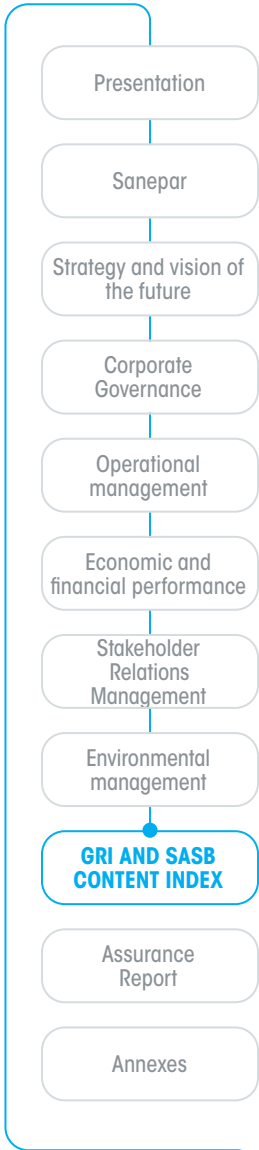 Presentation
Sanepar
Strategy and vision of
the future
Corporate
Governance
Operational
management
Economic and
financial performance
Stakeholder
Relations
Management
Environmental
management
GRI AND SASB
CONTENT INDEX
Assurance
Report
Annexes